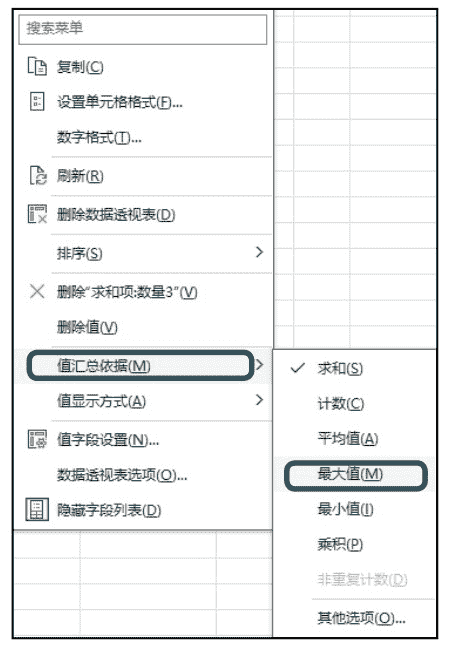 搜索菜单
复制(C)
设置单元格格式(F)...
数字格式(T)...
刷新(R)
删除数据透视表(D)
排序(S)
删除"求和项:数量3"(V)
删除值(V)
值汇总依据(M)
值显示方式(A)
值字段设置(N)...
数据透视表选项(O)...
隐藏字段列表(D)
求和(S)
计数(C)
平均值(A)
最大值(M)
最小值(I)
乘积(P)
非重复计数(D)
其他选项(O)...